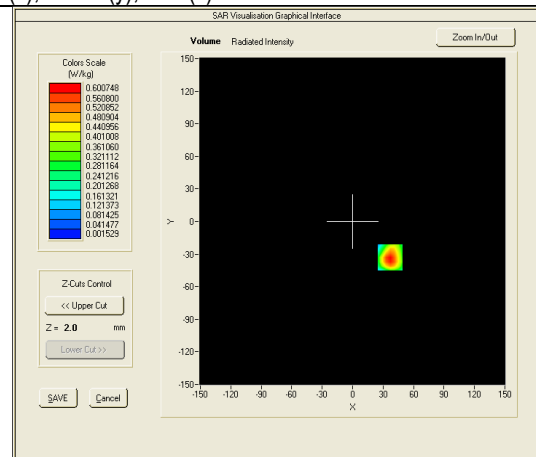 SAR Visualisation Graphical Interface
Volume Radiated Intensity
Zoom In/Out
Colors Scale
(W/kg)
0.600748
0.560800
0.520852
0.480904
0.440956
0.401008
0.361060
0.321112
0.281164
0.241216
0.201268
0.161321
0.121373
0.081425
0.041477
0.001529
Z-Cuts Control
<< Upper Cut
Z = 2.0 mm
Lower Cut >>
SAVE Cancel
150
120
90
60
30
0
-30
-60
-90
-120
-150
Y
-150 -120 -90 -60 -30 0 30 60 90 120 150
X